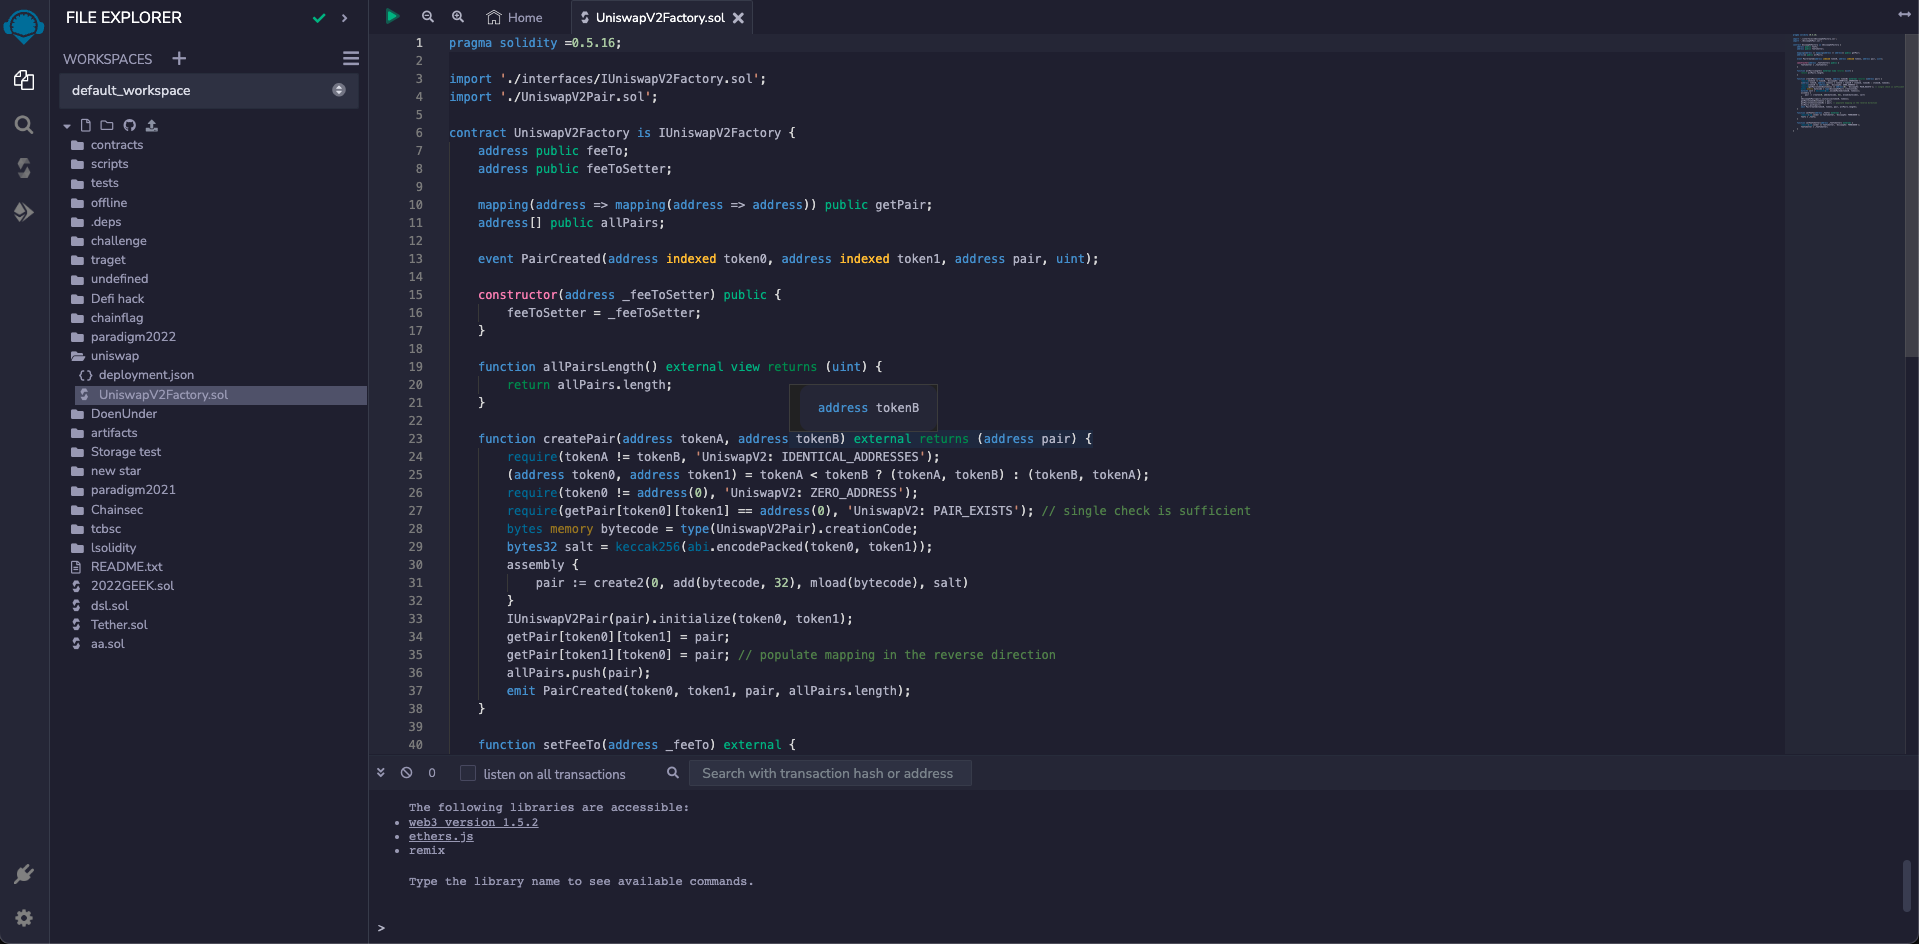 FILE EXPLORER
WORKSPACES
default_workspace
contracts
scripts
tests
offline
.deps
challenge
traget
undefined
Defi hack
chainflag
paradigm2022
uniswap
{} deployment.json
UniswapV2Factory.sol
DoenUnder
artifacts
Storage test
new star
paradigm2021
Chainsec
tcbsc
lsolidity
README.txt
2022GEEK.sol
dsl.sol
Tether.sol
aa.sol
Home
UniswapV2Factory.sol
1 pragma solidity =0.5.16;
2
3 import './interfaces/IUniswapV2Factory.sol';
4 import './UniswapV2Pair.sol';
5
6 contract UniswapV2Factory is IUniswapV2Factory {
7 address public feeTo;
8 address public feeToSetter;
9
10 mapping(address => mapping(address => address)) public getPair;
11 address[] public allPairs;
12
13 event PairCreated(address indexed token0, address indexed token1, address pair, uint);
14
15 constructor(address _feeToSetter) public {
16 feeToSetter = _feeToSetter;
17 }
18
19 function allPairsLength() external view returns (uint) {
20 return allPairs.length;
21 }
22
address tokenB
23 function createPair(address tokenA, address tokenB) external returns (address pair) {
24 require(tokenA != tokenB, 'UniswapV2: IDENTICAL_ADDRESSES');
25 (address token0, address token1) = tokenA < tokenB ? (tokenA, tokenB) : (tokenB, tokenA);
26 require(token0 != address(0), 'UniswapV2: ZERO_ADDRESS');
27 require(getPair[token0][token1] == address(0), 'UniswapV2: PAIR_EXISTS'); // single check is sufficient
28 bytes memory bytecode = type(UniswapV2Pair).creationCode;
29 bytes32 salt = keccak256(abi.encodePacked(token0, token1));
30 assembly {
31 pair := create2(0, add(bytecode, 32), mload(bytecode), salt)
32 }
33 IUniswapV2Pair(pair).initialize(token0, token1);
34 getPair[token0][token1] = pair;
35 getPair[token1][token0] = pair; // populate mapping in the reverse direction
36 allPairs.push(pair);
37 emit PairCreated(token0, token1, pair, allPairs.length);
38 }
39
40 function setFeeTo(address _feeTo) external {
0 listen on all transactions Search with transaction hash or address
The following libraries are accessible:
• web3 version 1.5.2
• ethers.js
• remix
Type the library name to see available commands.
>